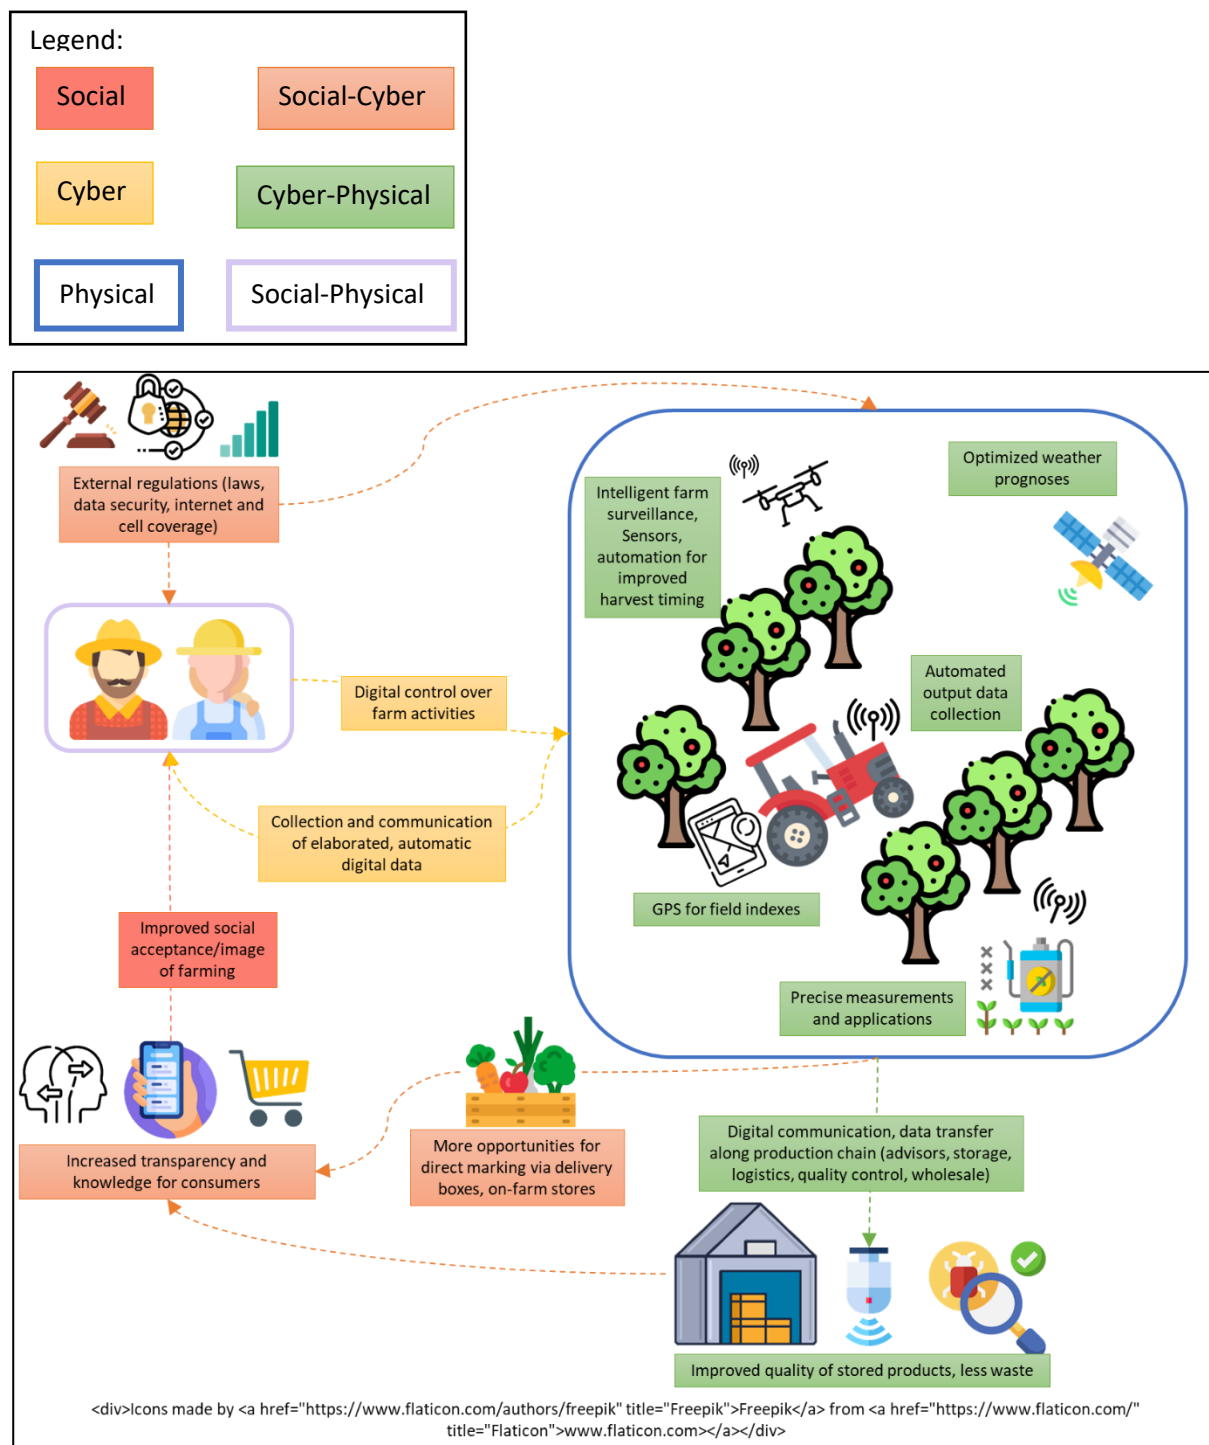 Legend:
Social
Social-Cyber
Cyber
Cyber-Physical
Physical
Social-Physical
External regulations (laws,
data security, internet and
cell coverage)
Intelligent farm
surveillance,
Sensors,
automation for
improved
harvest timing
Optimized weather
prognoses
Digital control over
farm activities
Automated
output data
collection
Collection and communication
of elaborated, automatic
digital data
GPS for field indexes
Improved social
acceptance/image
of farming
Precise measurements
and applications
Increased transparency and
knowledge for consumers
More opportunities for
direct marking via delivery
boxes, on-farm stores
Digital communication, data transfer
along production chain (advisors, storage,
logistics, quality control, wholesale)
Improved quality of stored products, less waste
<div>Icons made by <a href="https://www.flaticon.com/authors/freepik" title="Freepik">Freepik</a> from <a href="https://www.flaticon.com/"
title="Flaticon">www.flaticon.com></a></div>